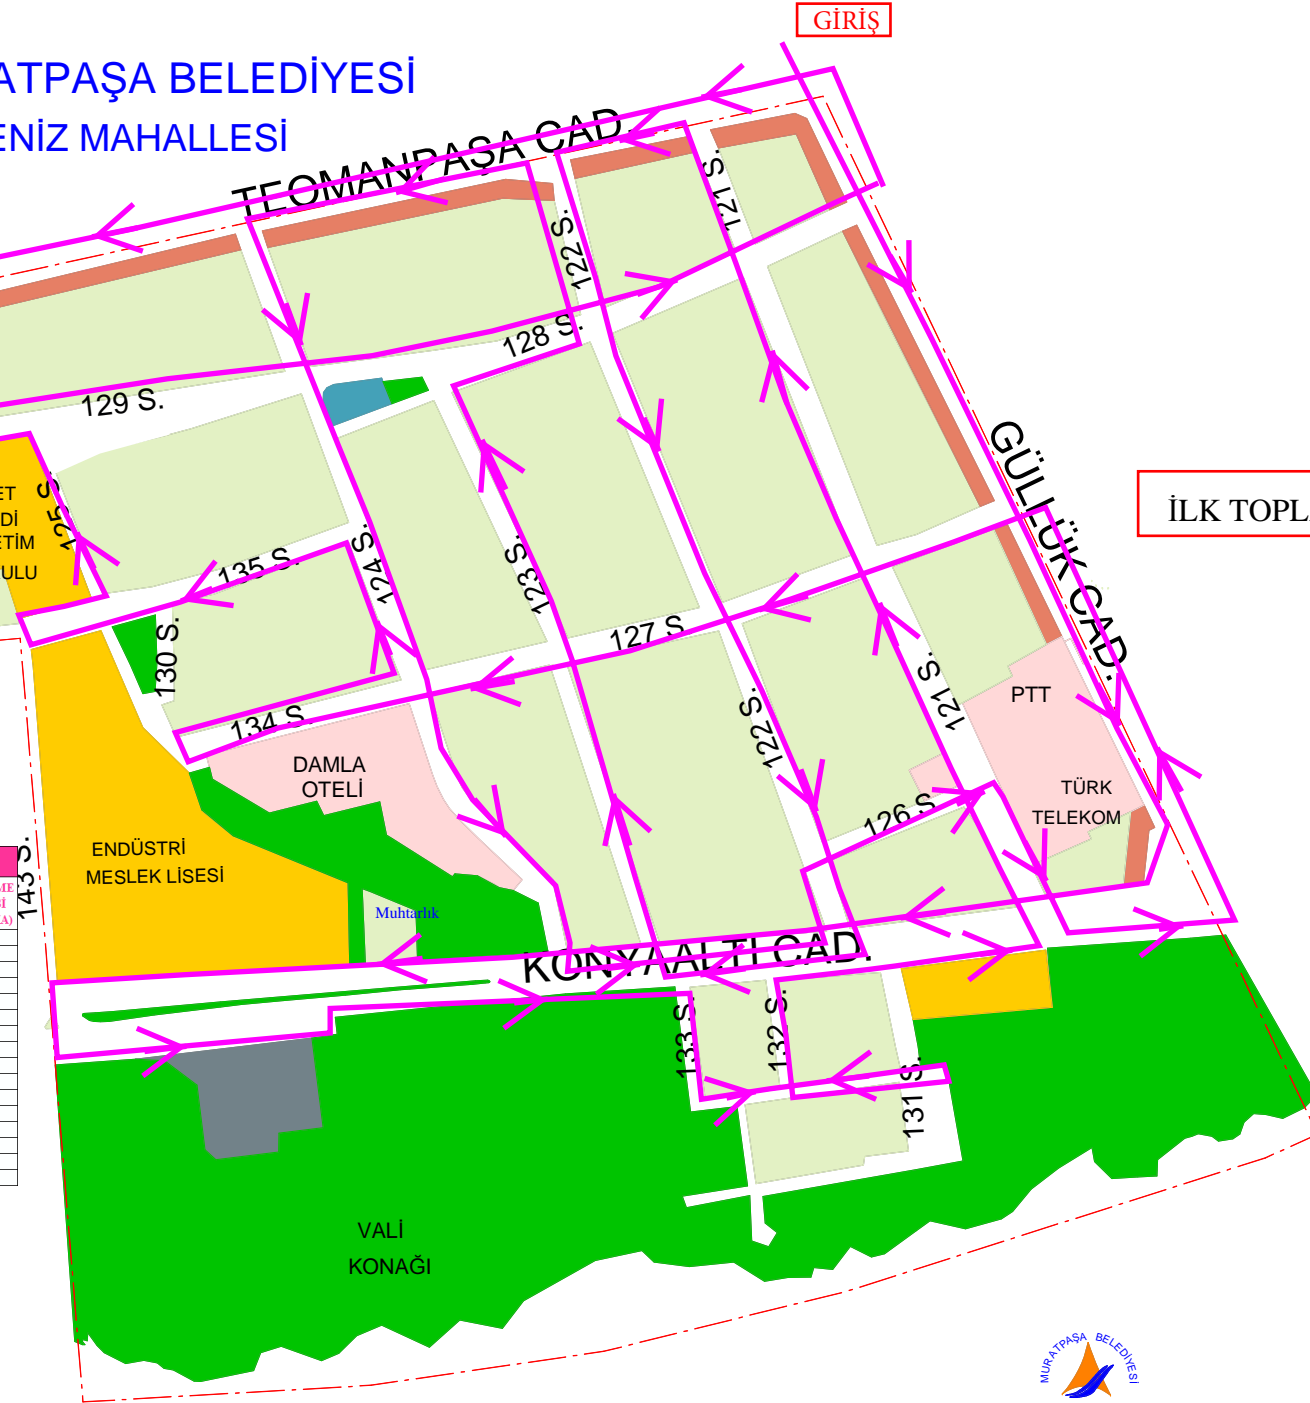 GİRİŞ
ATPAŞA BELEDİYESİ
ENİZ MAHALLESİ
TEOMANPAŞA CAD.
121 S.
122 S.
128 S.
129 S.
GÜLLÜK CAD.
İLK TOPL
ET
Dİ
ETİM
ULU
125 S.
135 S.
124 S.
123 S.
127 S.
130 S.
134 S.
122 S.
121 S.
PTT
DAMLA
OTELİ
TÜRK
TELEKOM
126 S.
ENDÜSTRİ
MESLEK LİSESİ
143 S.
ME
Sİ
A)
Muhtarlık
KONYAALTI CAD.
133 S.
132 S.
131 S.
VALİ
KONAĞI
MURATPAŞA BELEDİYESİ